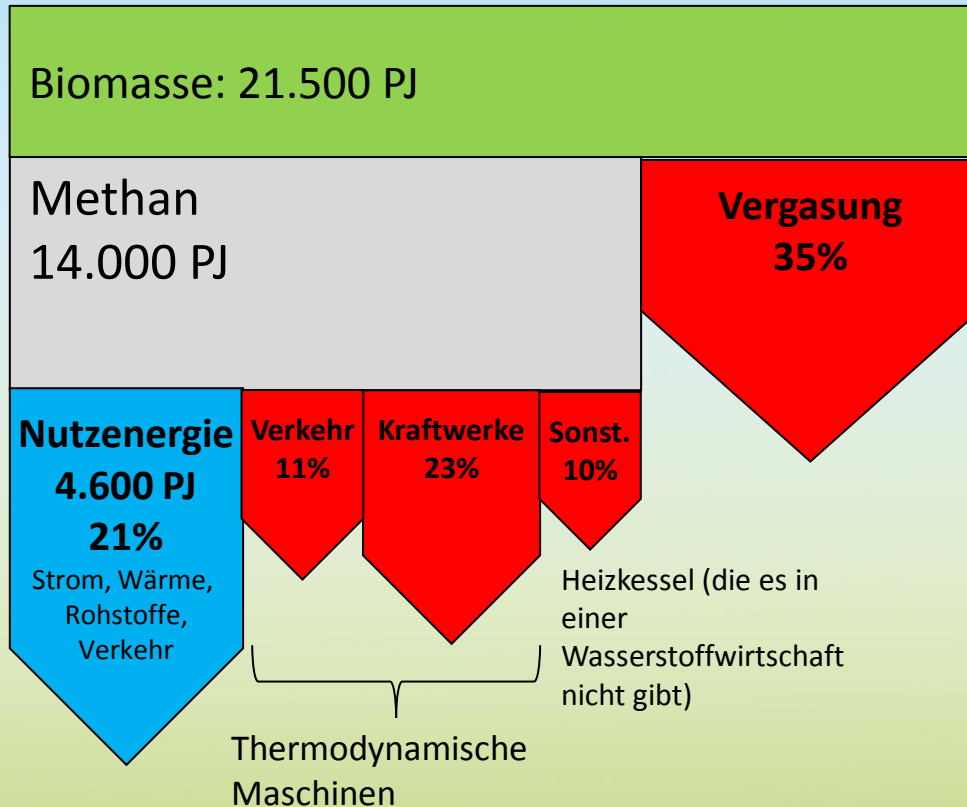 Biomasse: 21.500 PJ
Methan
14.000 PJ
Vergasung
35%
Nutzenergie
4.600 PJ
21%
Strom, Wärme,
Rohstoffe,
Verkehr
Verkehr
11%
Kraftwerke
23%
Sonst.
10%
Heizkessel (die es in
einer
Wasserstoffwirtschaft
nicht gibt)
Thermodynamische
Maschinen